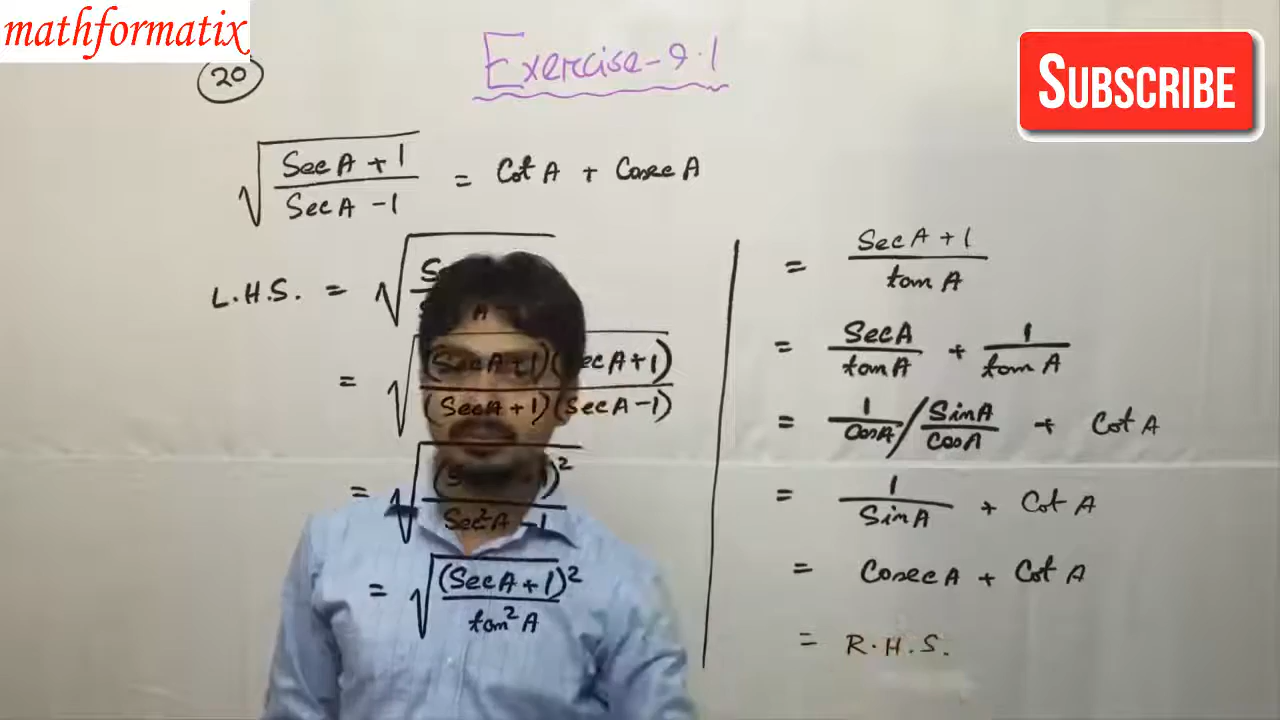 mathformatix
Exercise-9.1
SUBSCRIBE
20
√((SecA + 1)/(SecA - 1)) = Cot A + Cosec A
L.H.S. = √
= √((SecA+1)(SecA+1)/(SecA+1)(SecA-1))
= √(( )²/(Sec²A - 1))
= √((SecA+1)²/tan²A)
= (SecA+1)/(tanA)
= SecA/tanA + 1/tanA
= 1/CosA / SinA/CosA + Cot A
= 1/SinA + Cot A
= CosecA + Cot A
= R.H.S.